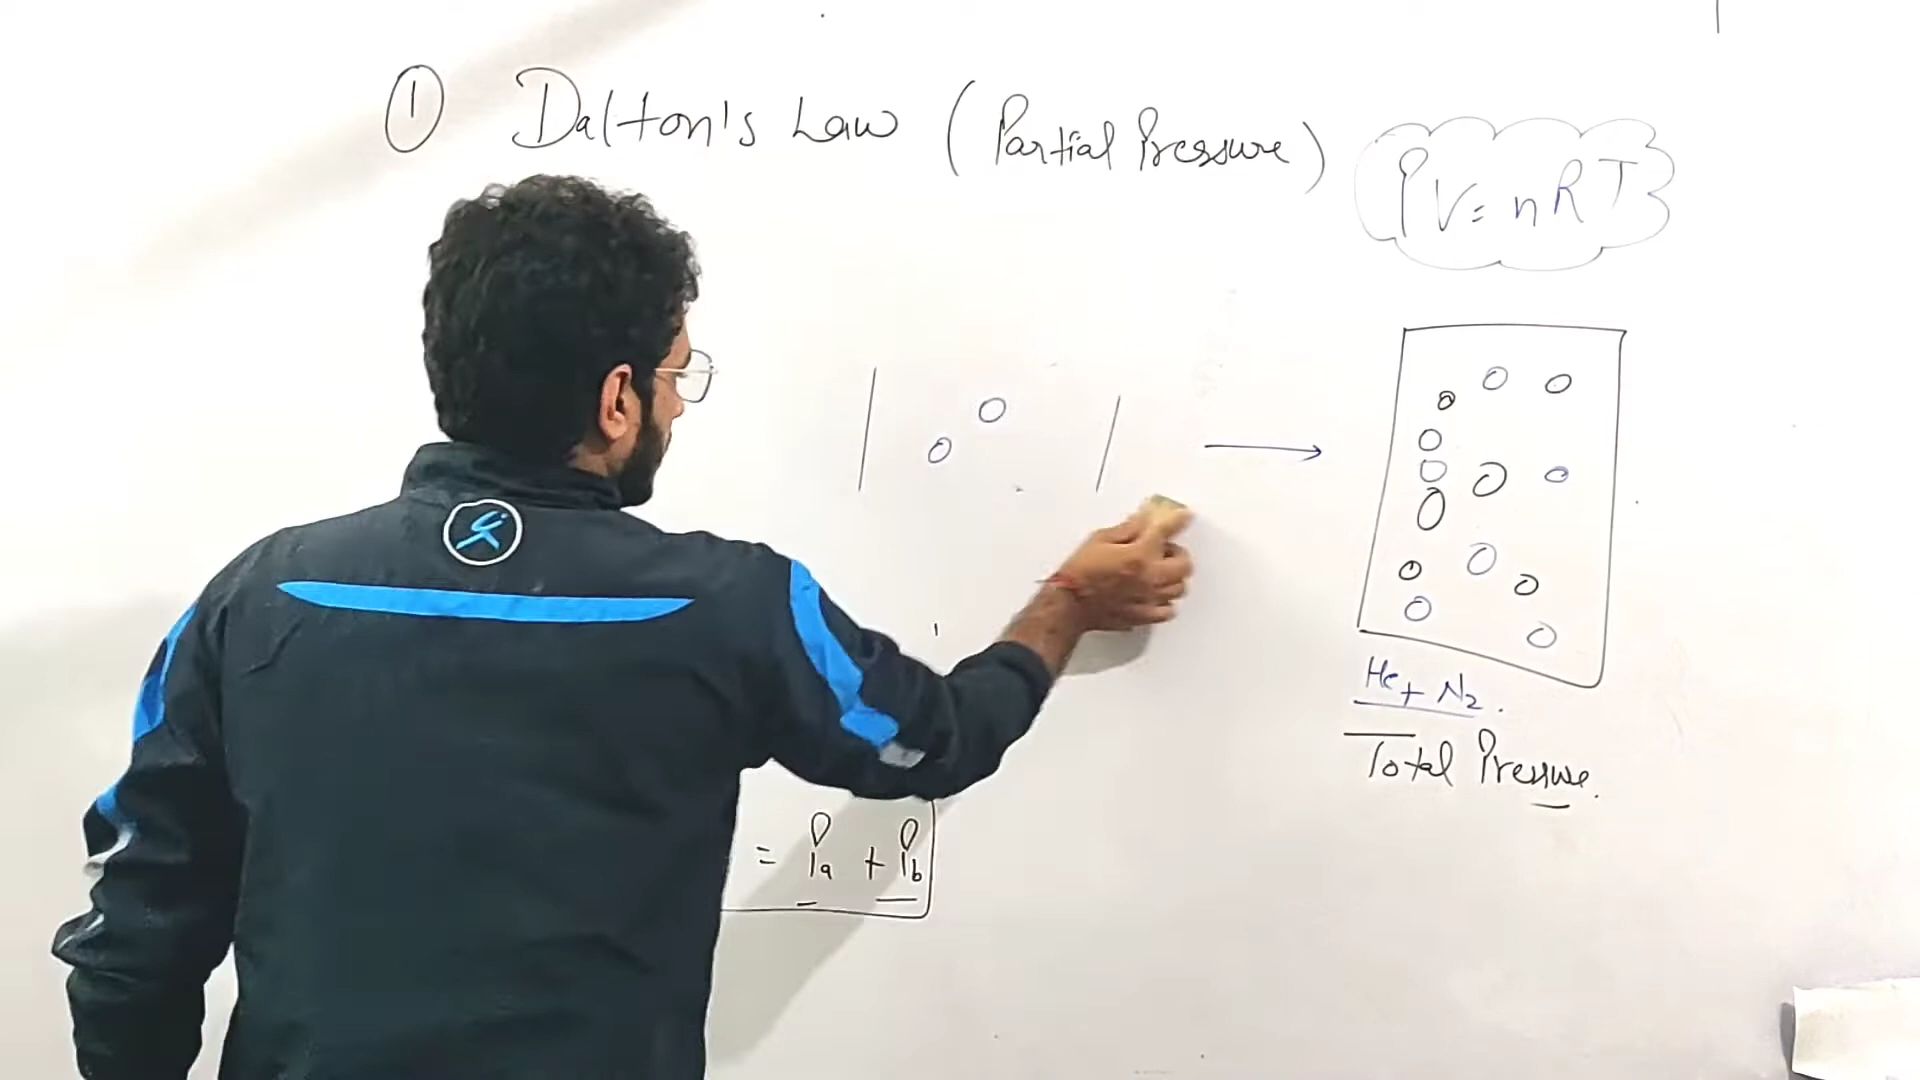 ① Dalton's Law (Partial Pressure)
PV = nRT
He + N₂.
Total Pressure.
= Pa + Pb